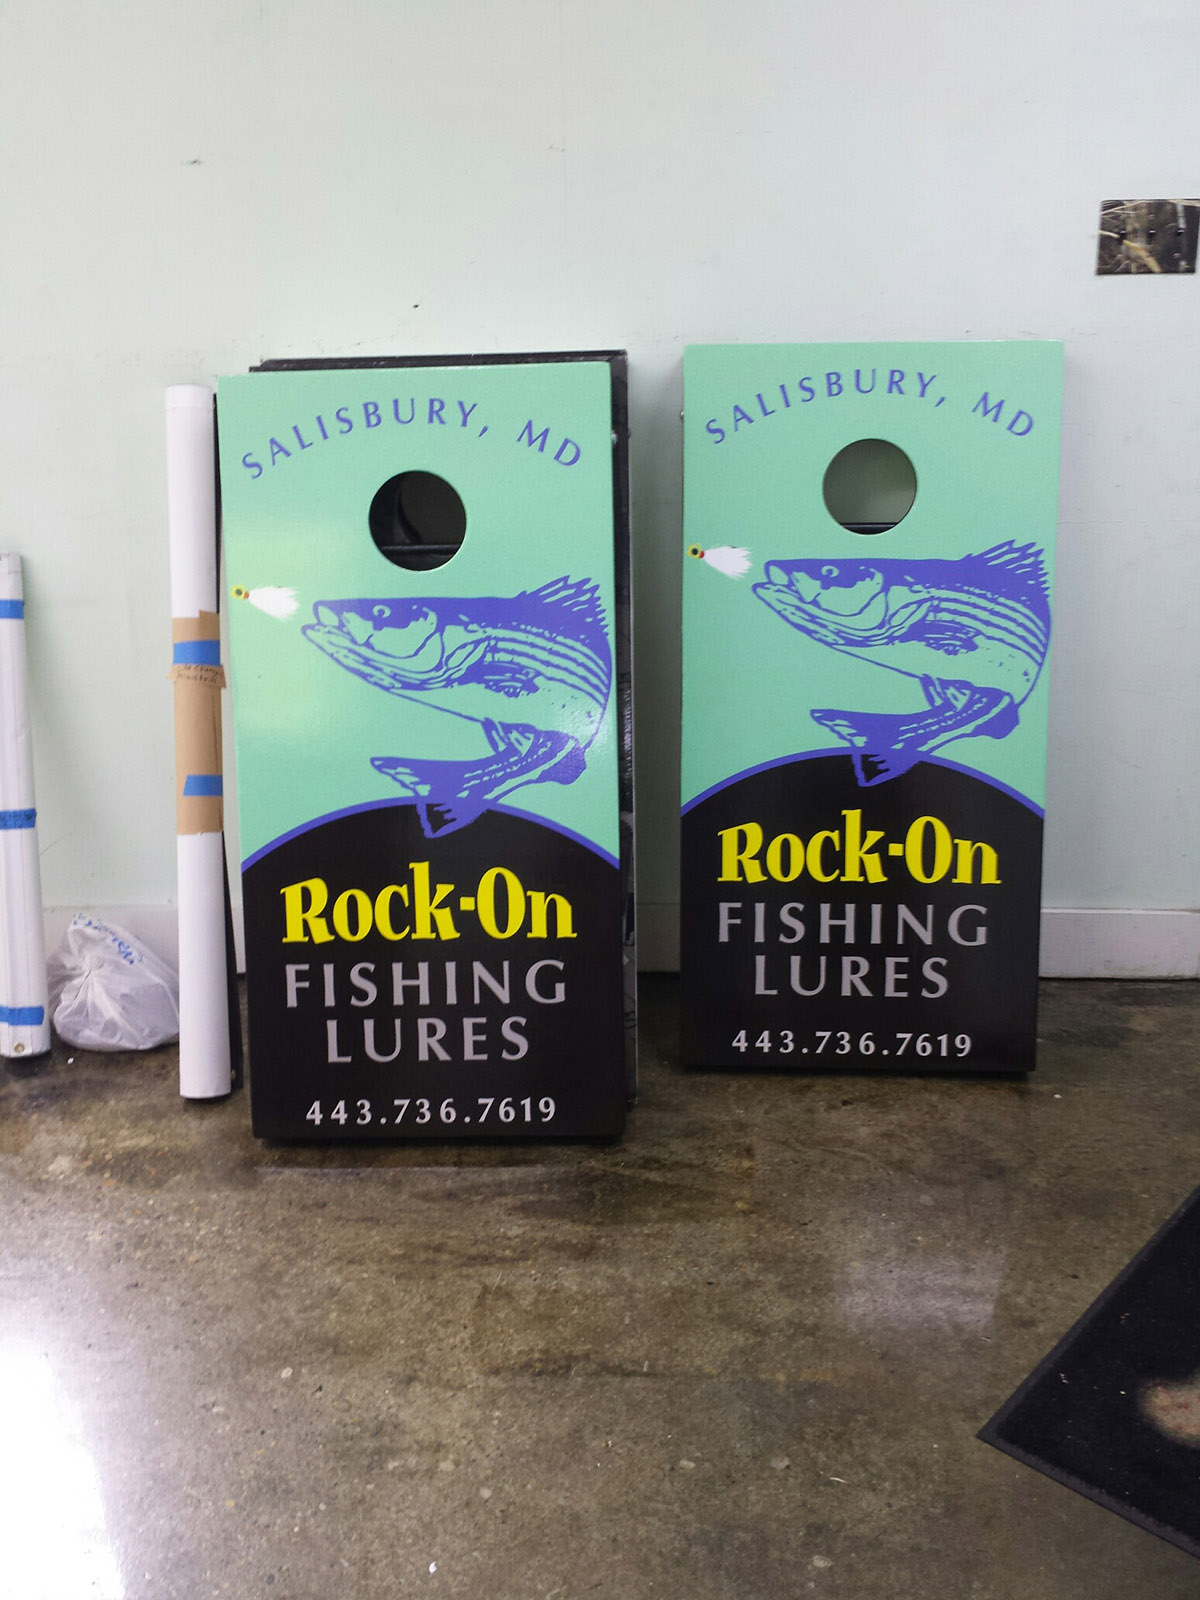 SALISBURY, MD
Rock-On
FISHING
LURES
443.736.7619
SALISBURY, MD
Rock-On
FISHING
LURES
443.736.7619